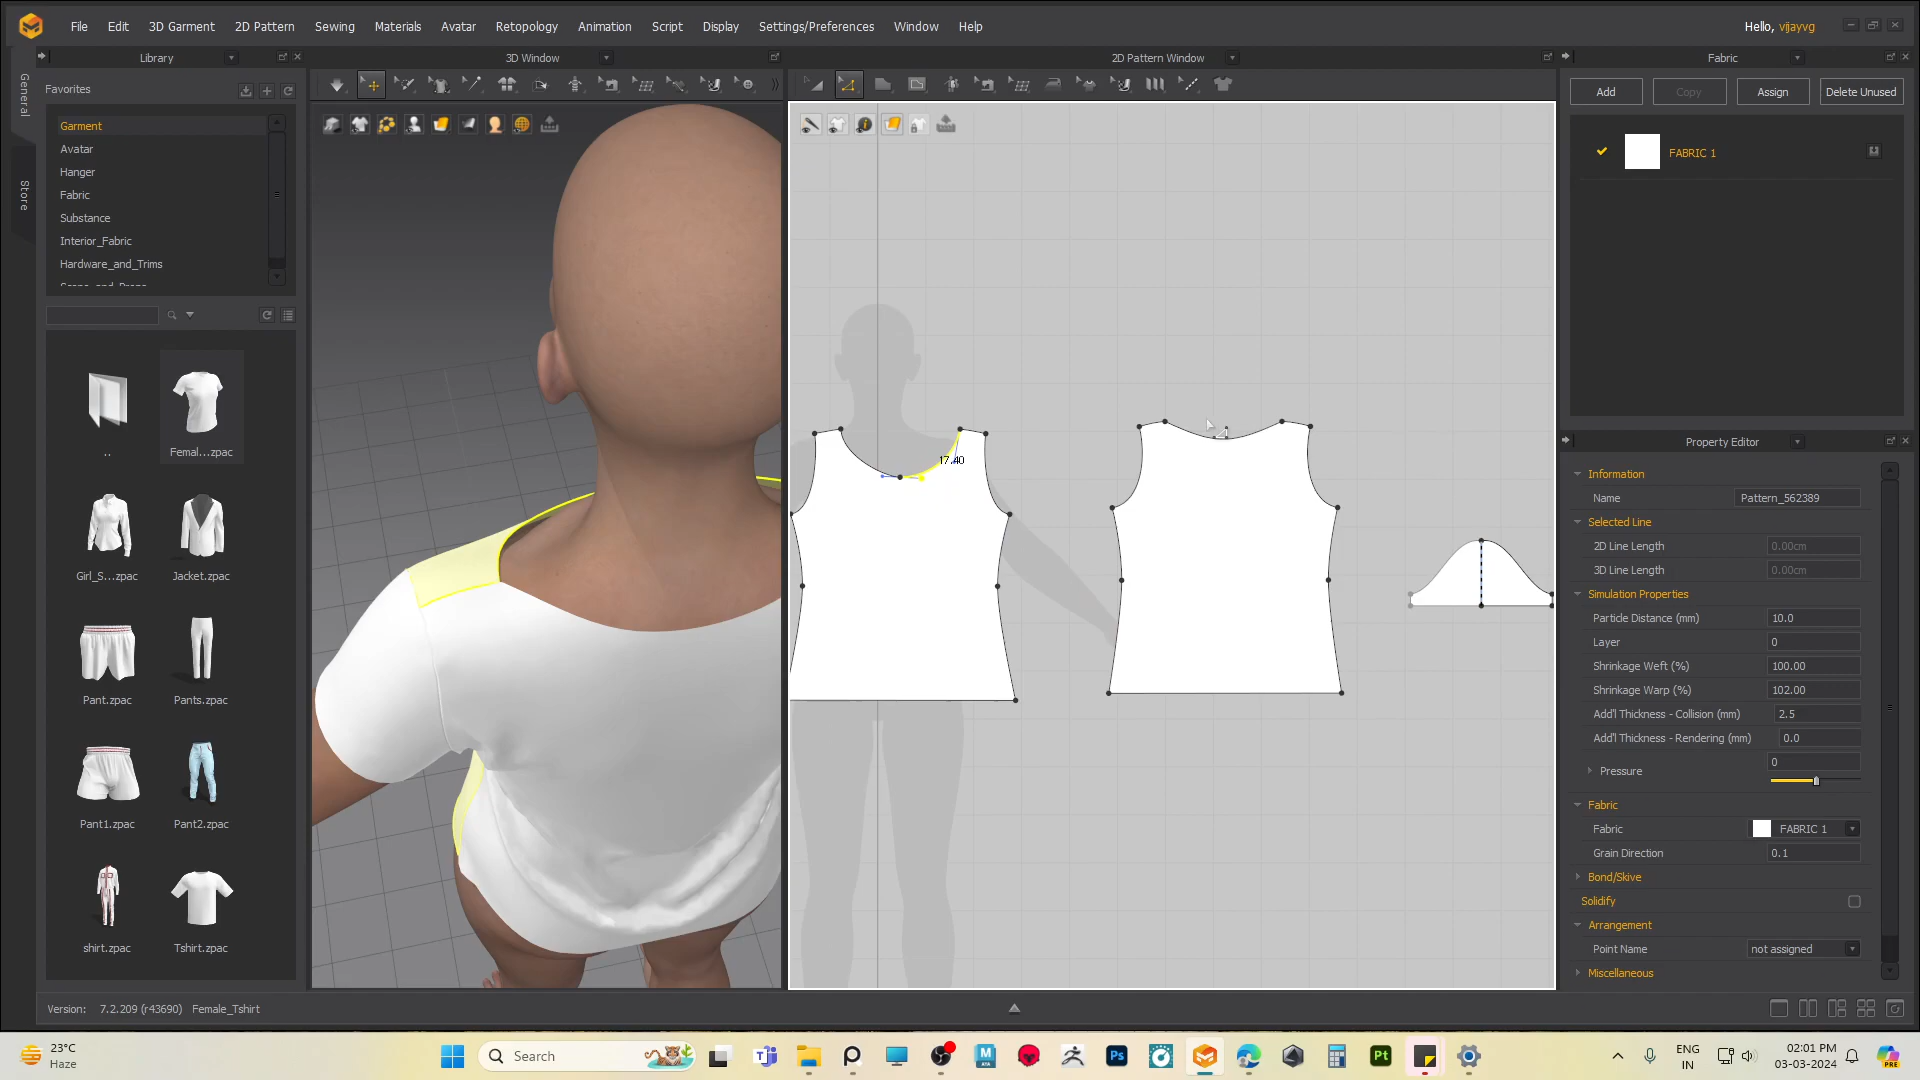 File Edit 3D Garment 2D Pattern Sewing Materials Avatar Retopology Animation Script Display Settings/Preferences Window Help
Hello, vijayvg
Library
3D Window
2D Pattern Window
Fabric
General
Store
Favorites
Garment
Avatar
Hanger
Fabric
Substance
Interior_Fabric
Hardware_and_Trims
Add Copy Assign Delete Unused
FABRIC 1
..
Femal...zpac
Girl_S...zpac
Jacket.zpac
Pant.zpac
Pants.zpac
Pant1.zpac
Pant2.zpac
shirt.zpac
Tshirt.zpac
17.40
Property Editor
Information
Name Pattern_562389
Selected Line
2D Line Length 0.00cm
3D Line Length 0.00cm
Simulation Properties
Particle Distance (mm) 10.0
Layer 0
Shrinkage Weft (%) 100.00
Shrinkage Warp (%) 102.00
Add'l Thickness - Collision (mm) 2.5
Add'l Thickness - Rendering (mm) 0.0
Pressure 0
Fabric
Fabric FABRIC 1
Grain Direction 0.1
Bond/Skive
Solidify
Arrangement
Point Name not assigned
Miscellaneous
Version: 7.2.209 (r43690) Female_Tshirt
23°C
Haze
Search
ENG
IN
02:01 PM
03-03-2024